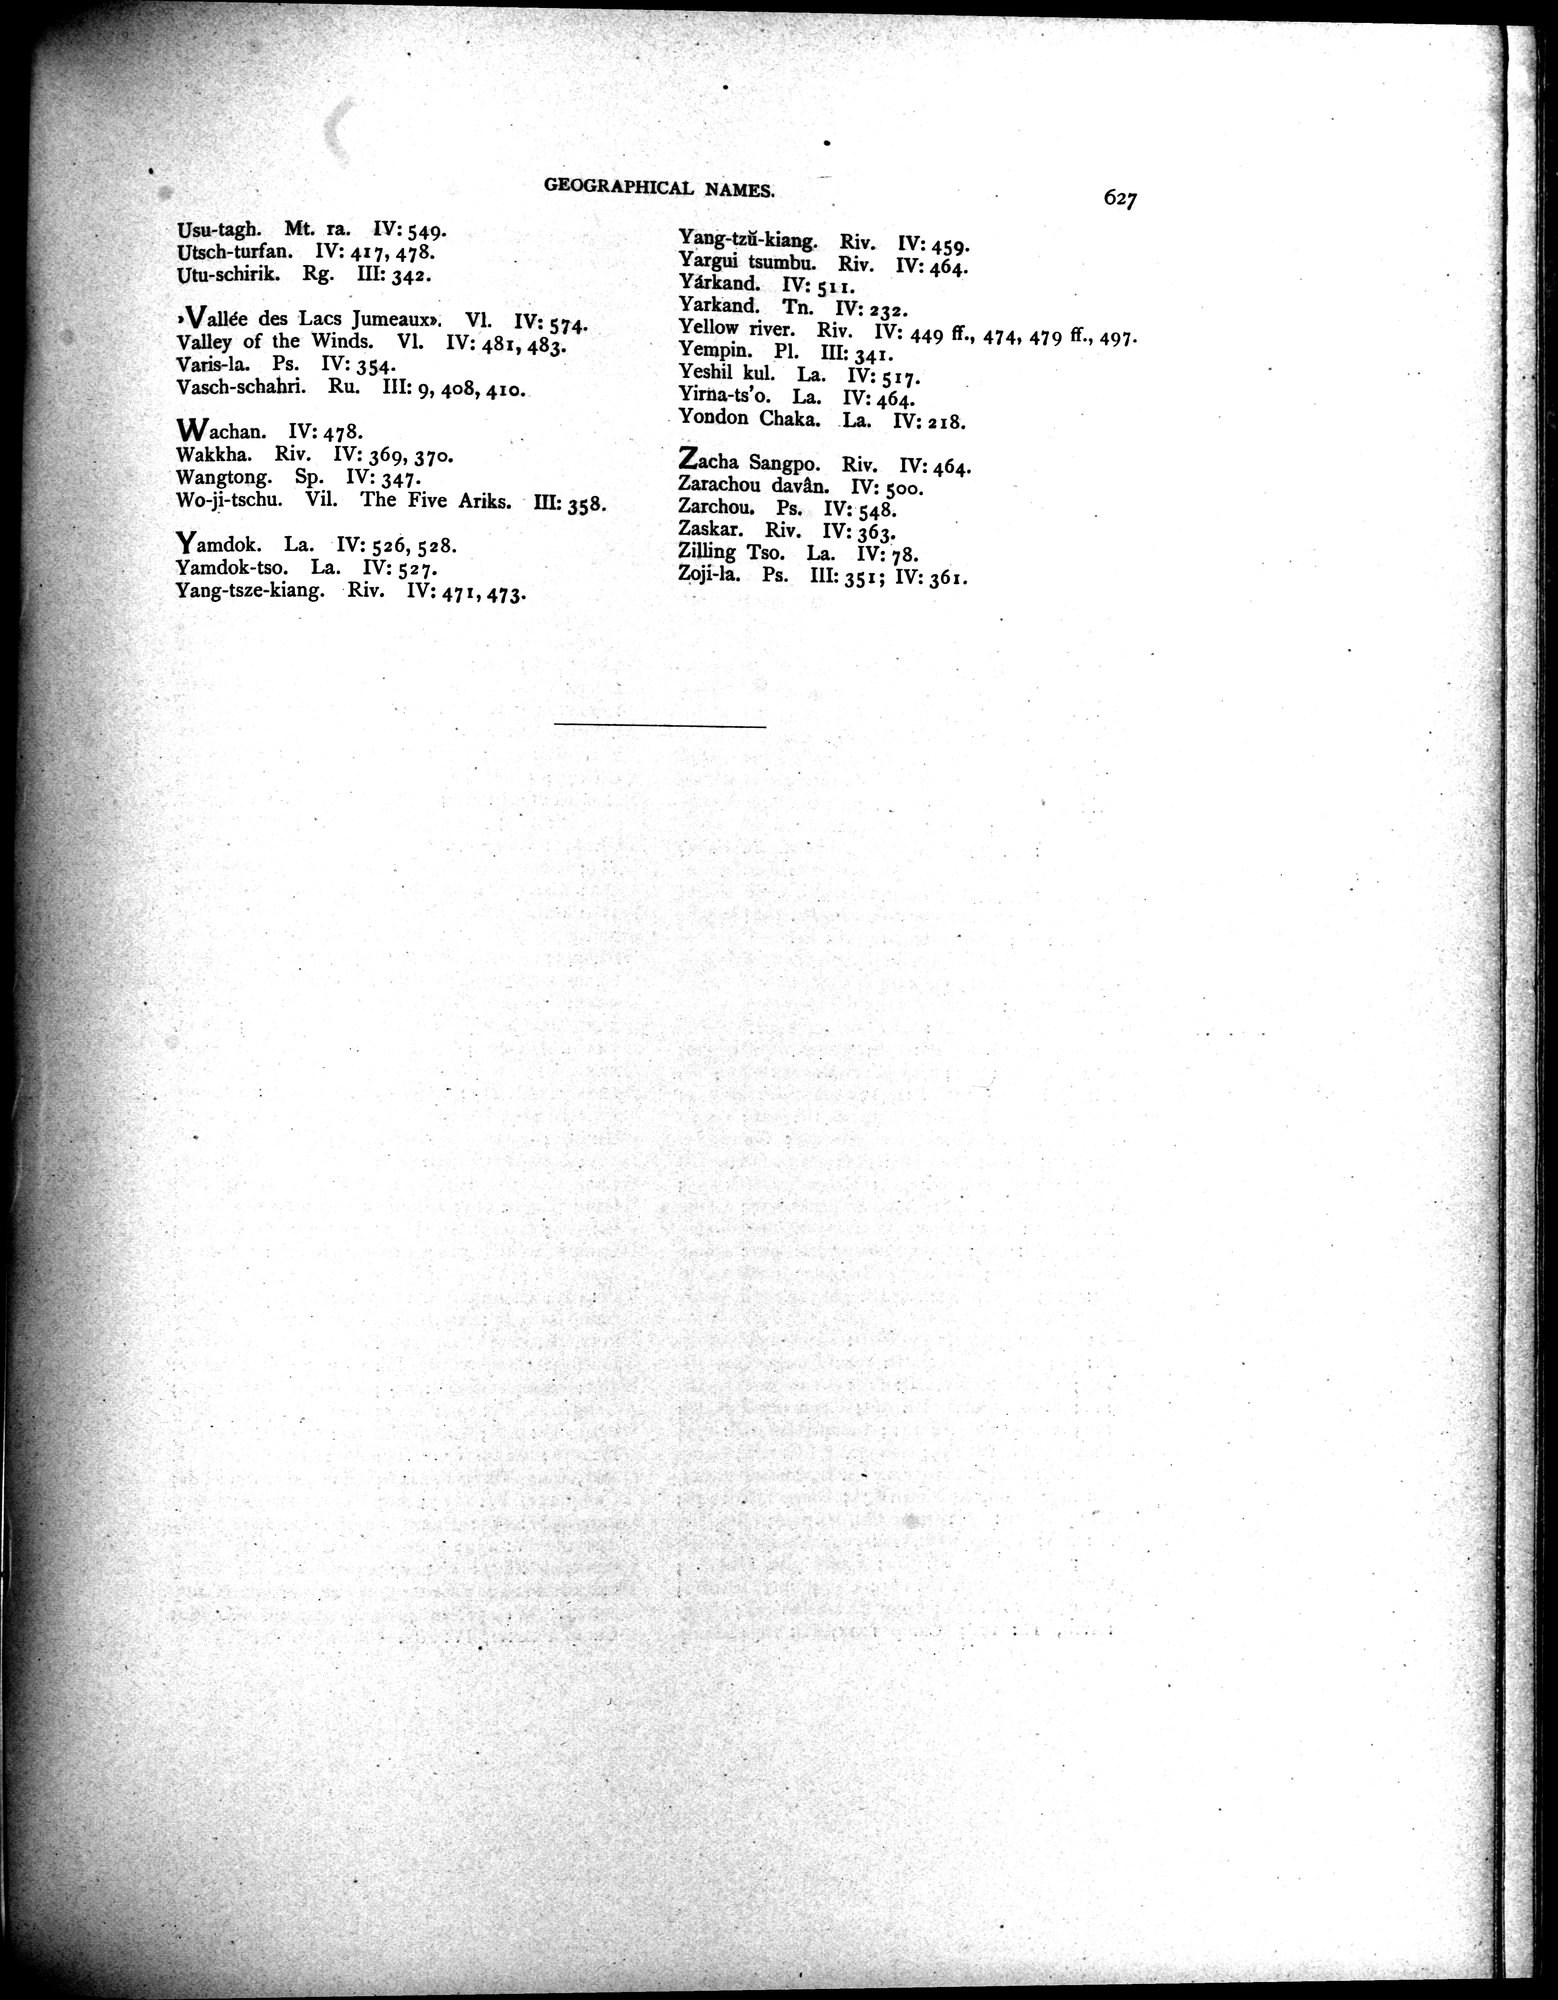 GEOGRAPHICAL NAMES.
627
Usu-tagh. Mt. ra. IV: 549.
Utsch-turfan. IV: 417, 478.
Utu-schirik. Rg. III: 342.
›Vallée des Lacs Jumeaux». Vl. IV: 574.
Valley of the Winds. Vl. IV: 481, 483.
Varis-la. Ps. IV: 354.
Vasch-schahri. Ru. III: 9, 408, 410.
Wachan. IV: 478.
Wakkha. Riv. IV: 369, 370.
Wangtong. Sp. IV: 347.
Wo-ji-tschu. Vil. The Five Ariks. III: 358.
Yamdok. La. IV: 526, 528.
Yamdok-tso. La. IV: 527.
Yang-tsze-kiang. Riv. IV: 471, 473.
Yang-tzŭ-kiang. Riv. IV: 459.
Yargui tsumbu. Riv. IV: 464.
Yárkand. IV: 511.
Yarkand. Tn. IV: 232.
Yellow river. Riv. IV: 449 ff., 474, 479 ff., 497.
Yempin. Pl. III: 341.
Yeshil kul. La. IV: 517.
Yirna-ts'o. La. IV: 464.
Yondon Chaka. La. IV: 218.
Zacha Sangpo. Riv. IV: 464.
Zarachou davân. IV: 500.
Zarchou. Ps. IV: 548.
Zaskar. Riv. IV: 363.
Zilling Tso. La. IV: 78.
Zoji-la. Ps. III: 351; IV: 361.